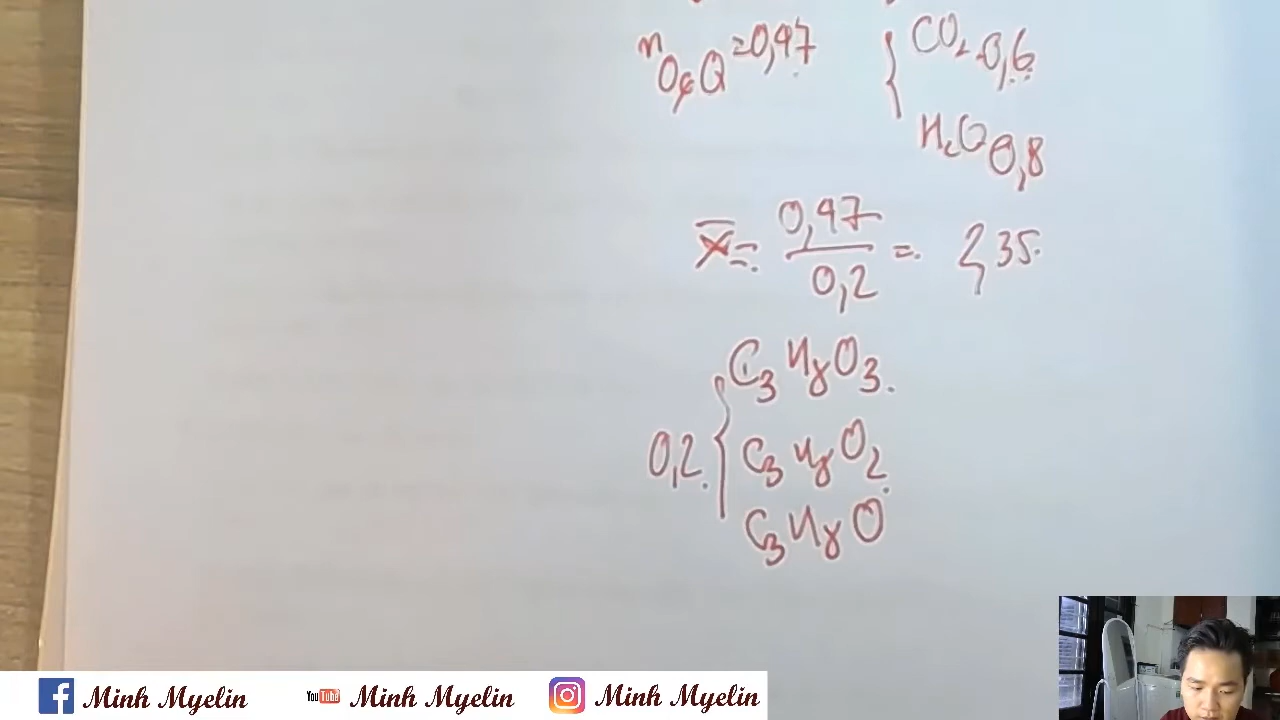 n O ϵ Q = 0,47 { CO₂ 0,6
H₂O 0,8
x̄ = 0,47 / 0,2 = 2,35
0,2 { C₃H₈O₃
C₃H₈O₂
C₃H₈O
Minh Myelin YouTube Minh Myelin Minh Myelin